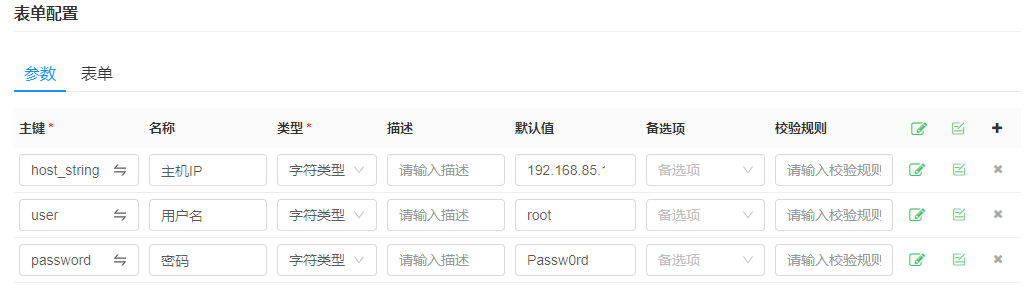 表单配置
参数 表单
主键 * 名称 类型 * 描述 默认值 备选项 校验规则
host_string 主机IP 字符类型 请输入描述 192.168.85.1 备选项 请输入校验规则
user 用户名 字符类型 请输入描述 root 备选项 请输入校验规则
password 密码 字符类型 请输入描述 Passw0rd 备选项 请输入校验规则